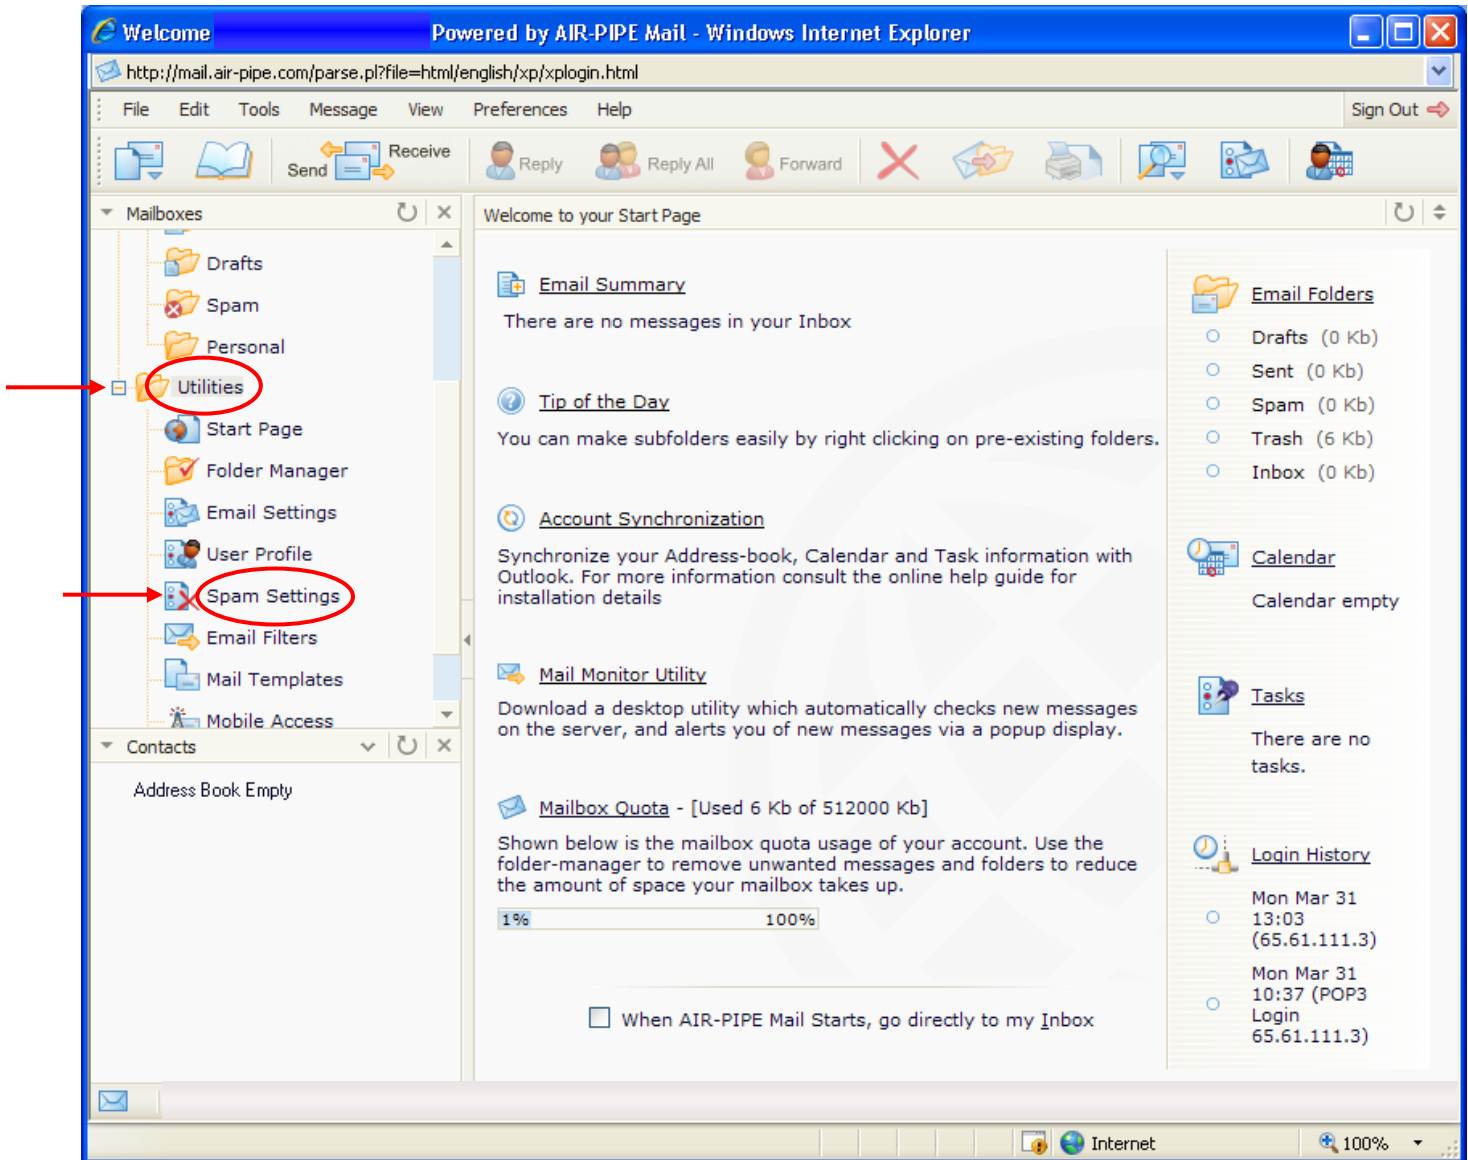 Welcome Powered by AIR-PIPE Mail - Windows Internet Explorer
http://mail.air-pipe.com/parse.pl?file=html/english/xp/xplogin.html
File Edit Tools Message View Preferences Help Sign Out
Send Receive Reply Reply All Forward
Mailboxes
Drafts
Spam
Personal
Utilities
Start Page
Folder Manager
Email Settings
User Profile
Spam Settings
Email Filters
Mail Templates
Mobile Access
Contacts
Address Book Empty
Welcome to your Start Page
Email Summary
There are no messages in your Inbox
Tip of the Day
You can make subfolders easily by right clicking on pre-existing folders.
Account Synchronization
Synchronize your Address-book, Calendar and Task information with
Outlook. For more information consult the online help guide for
installation details
Mail Monitor Utility
Download a desktop utility which automatically checks new messages
on the server, and alerts you of new messages via a popup display.
Mailbox Quota - [Used 6 Kb of 512000 Kb]
Shown below is the mailbox quota usage of your account. Use the
folder-manager to remove unwanted messages and folders to reduce
the amount of space your mailbox takes up.
1% 100%
When AIR-PIPE Mail Starts, go directly to my Inbox
Email Folders
Drafts (0 Kb)
Sent (0 Kb)
Spam (0 Kb)
Trash (6 Kb)
Inbox (0 Kb)
Calendar
Calendar empty
Tasks
There are no
tasks.
Login History
Mon Mar 31
13:03
(65.61.111.3)
Mon Mar 31
10:37 (POP3
Login
65.61.111.3)
Internet 100%